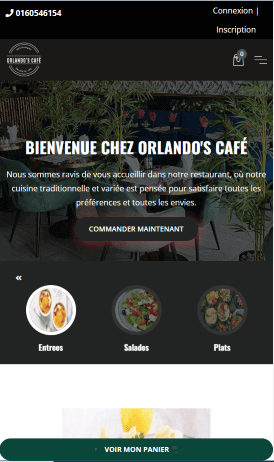 0160546154
Connexion |
Inscription
ORLANDO'S CAFÉ
0
BIENVENUE CHEZ ORLANDO'S CAFÉ
Nous sommes ravis de vous accueillir dans notre restaurant, où notre
cuisine traditionnelle et variée est pensée pour satisfaire toutes les
préférences et toutes les envies.
COMMANDER MAINTENANT
«
Entrees
Salades
Plats
VOIR MON PANIER